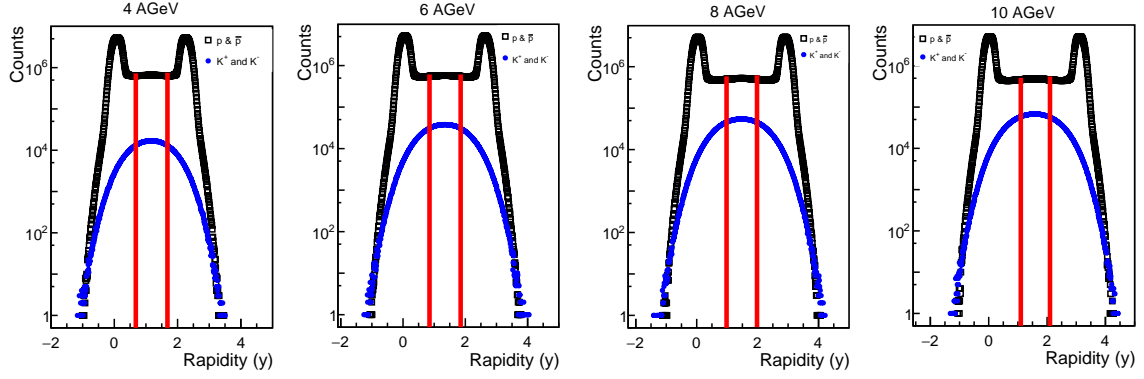 4 AGeV
Counts
p & p̅
K⁺ and K⁻
10⁶
10⁴
10²
1
−2 0 2 4
Rapidity (y)
6 AGeV
Counts
p & p̅
K⁺ and K⁻
10⁶
10⁴
10²
1
−2 0 2 4
Rapidity (y)
8 AGeV
Counts
p & p̅
K⁺ and K⁻
10⁶
10⁴
10²
1
−2 0 2 4
Rapidity (y)
10 AGeV
Counts
p & p̅
K⁺ and K⁻
10⁶
10⁴
10²
1
−2 0 2 4
Rapidity (y)